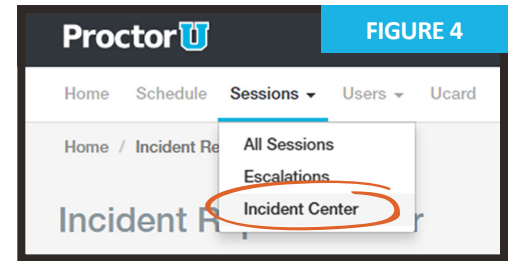 ProctorU
FIGURE 4
Home Schedule Sessions Users Ucard
Home / Incident Re
All Sessions
Escalations
Incident Center
Incident R r